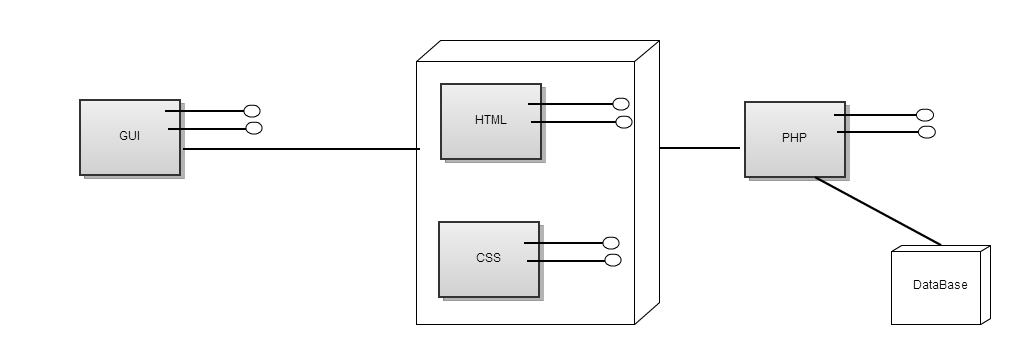 GUI
HTML
CSS
PHP
DataBase